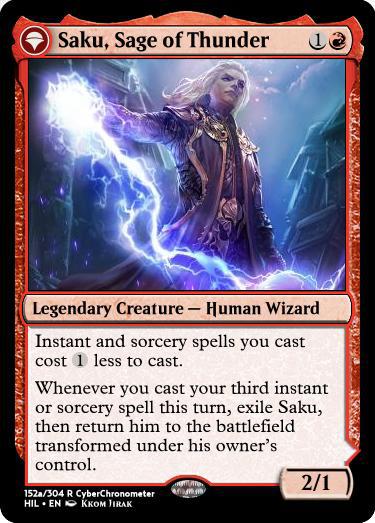 Saku, Sage of Thunder 1
Legendary Creature — Human Wizard
Instant and sorcery spells you cast
cost 1 less to cast.
Whenever you cast your third instant
or sorcery spell this turn, exile Saku,
then return him to the battlefield
transformed under his owner's
control.
152a/304 R CyberChronometer
HIL • EN Kkom Jirak
2/1